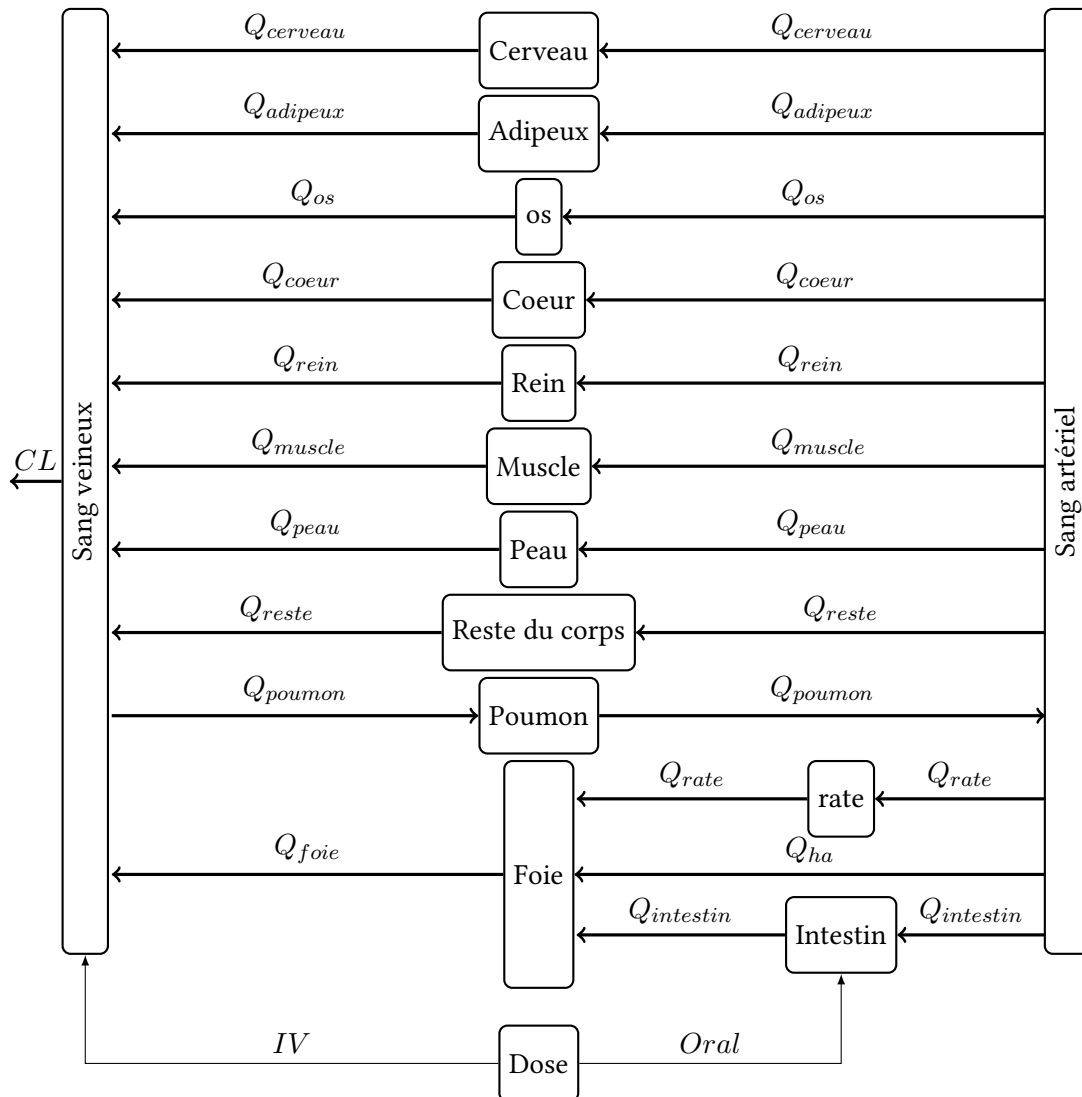 Q_cerveau Q_cerveau
Cerveau
Q_adipeux Q_adipeux
Adipeux
Q_os Q_os
os
Q_coeur Q_coeur
Coeur
Q_rein Q_rein
Rein
Q_muscle Q_muscle
Muscle
CL
Sang veineux
Sang artériel
Q_peau Q_peau
Peau
Q_reste Q_reste
Reste du corps
Q_poumon Q_poumon
Poumon
Q_rate Q_rate
rate
Q_foie Q_ha
Foie
Q_intestin Q_intestin
Intestin
IV Oral
Dose